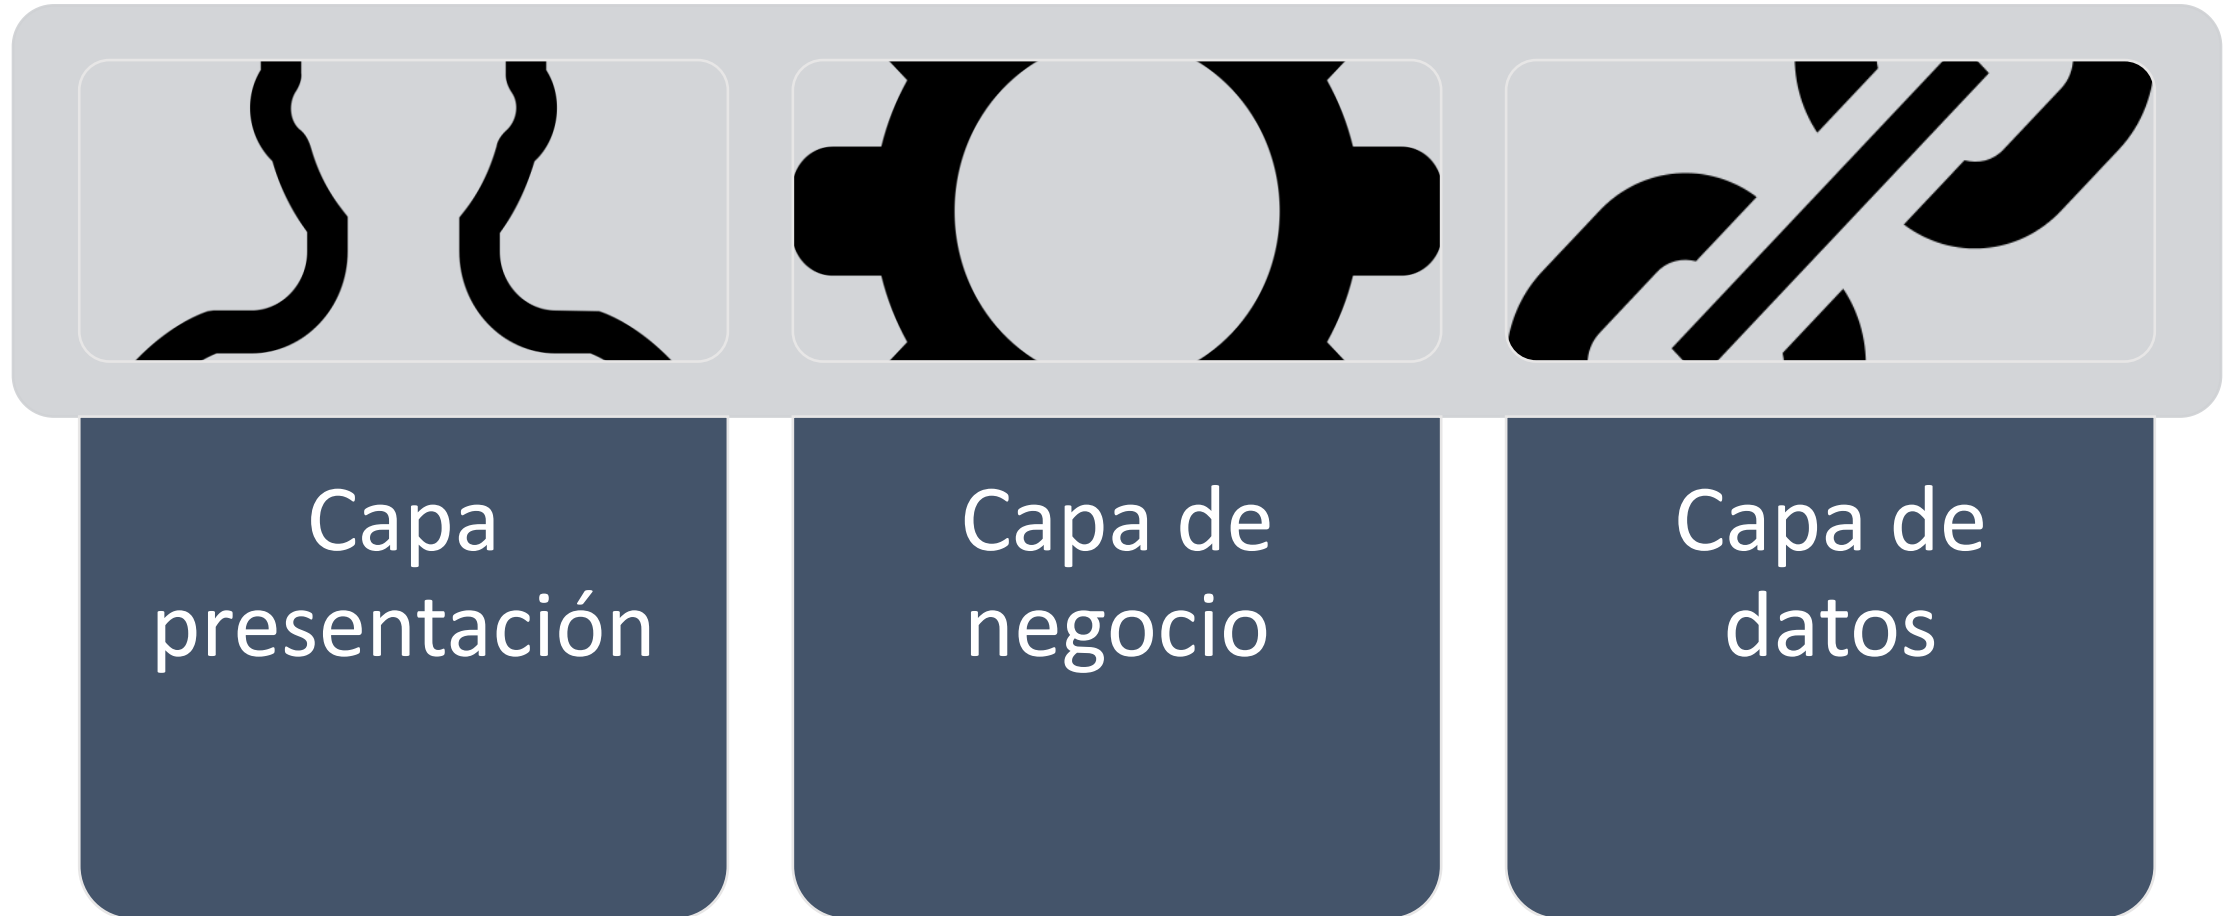 Capa
presentación
Capa de
negocio
Capa de
datos